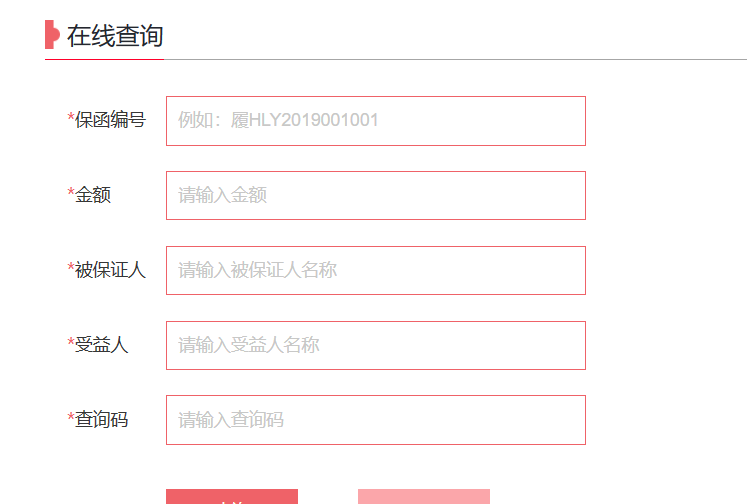 在线查询
*保函编号 例如：履HLY2019001001
*金额 请输入金额
*被保证人 请输入被保证人名称
*受益人 请输入受益人名称
*查询码 请输入查询码